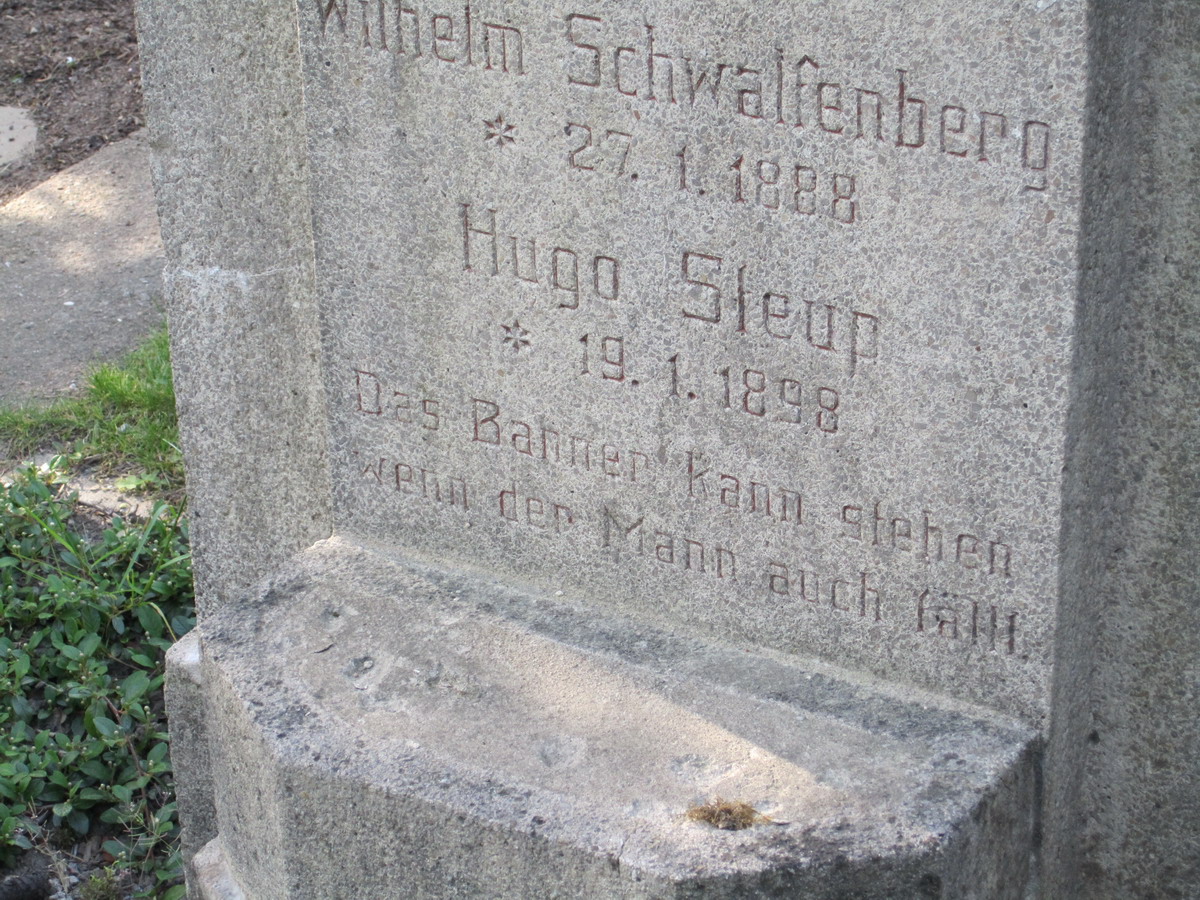 Wilhelm Schwalfenberg
* 27. 1. 1888
Hugo Steup
* 19. 1. 1898
Das Banner kann stehen
wenn der Mann auch fällt.